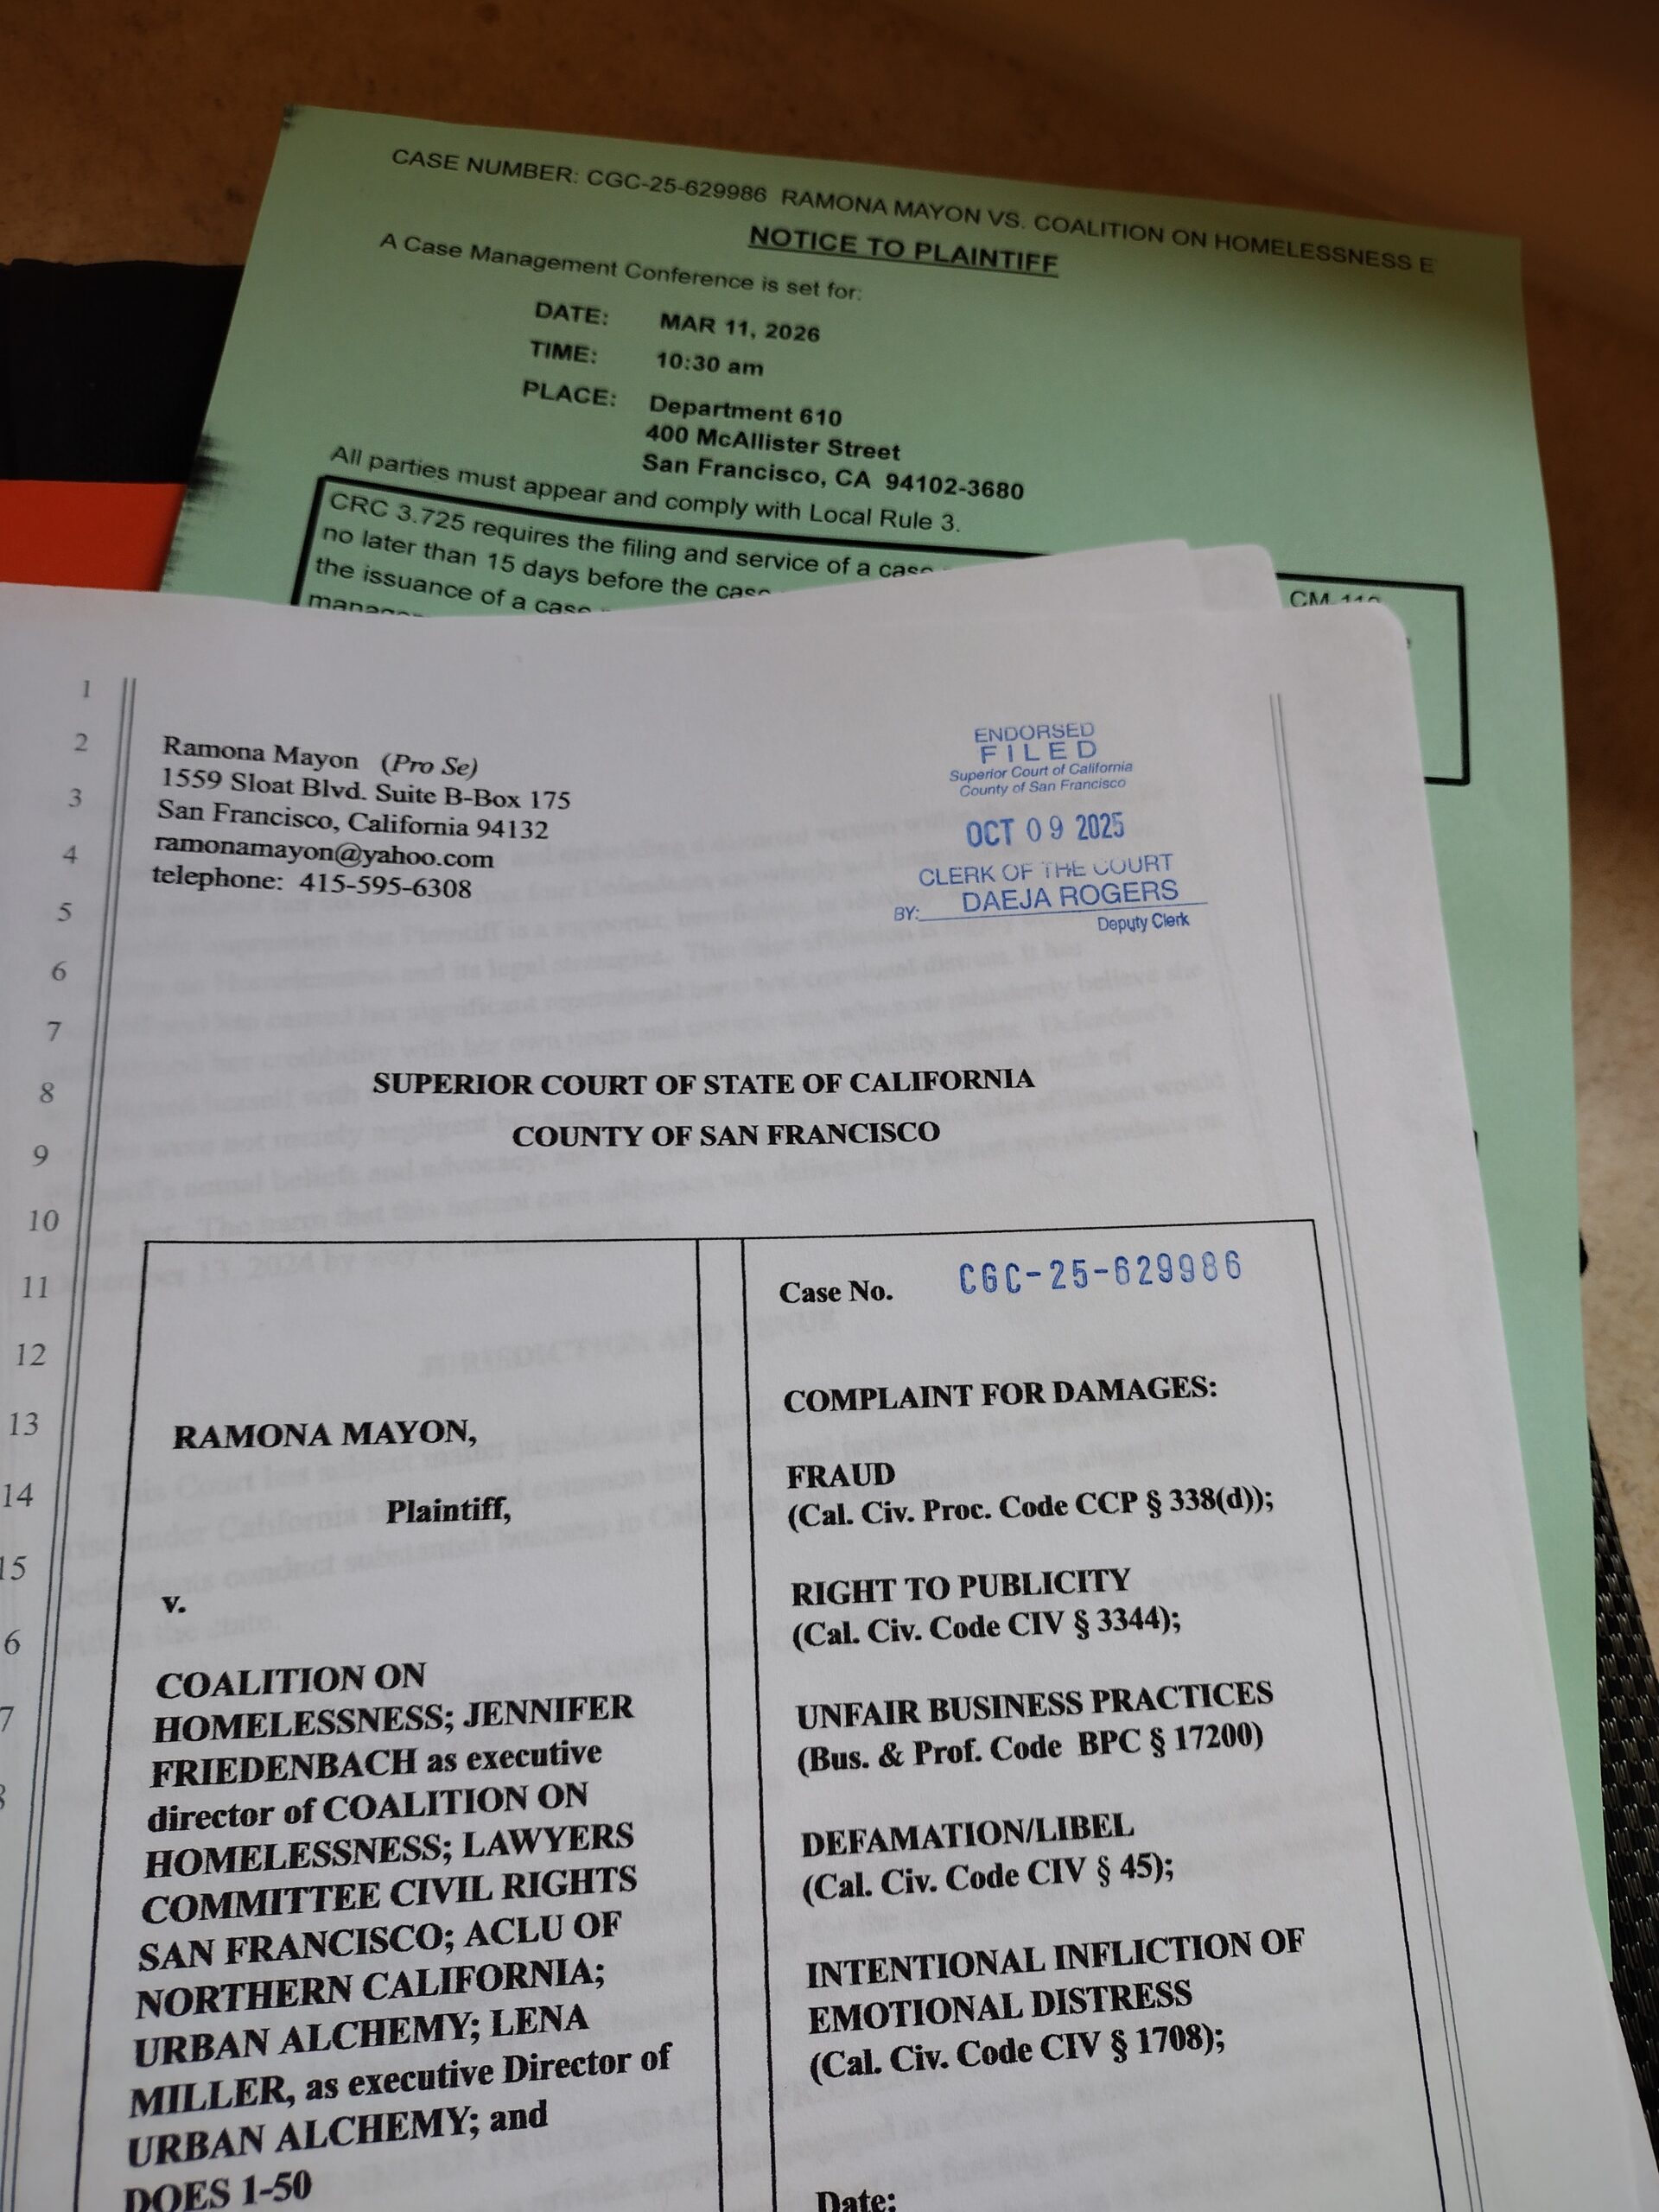 CASE NUMBER: CGC-25-629986 RAMONA MAYON VS. COALITION ON HOMELESSNESS E
NOTICE TO PLAINTIFF
A Case Management Conference is set for:
DATE: MAR 11, 2026
TIME: 10:30 am
PLACE: Department 610
400 McAllister Street
San Francisco, CA 94102-3680
All parties must appear and comply with Local Rule 3.
CRC 3.725 requires the filing and service of a case
no later than 15 days before the case
the issuance of a case
CM-110
1
2
3
4
5
6
7
8
9
10
11
12
13
14
15
6
7
Ramona Mayon (Pro Se)
1559 Sloat Blvd. Suite B-Box 175
San Francisco, California 94132
ramonamayon@yahoo.com
telephone: 415-595-6308
ENDORSED
FILED
Superior Court of California
County of San Francisco
OCT 09 2025
CLERK OF THE COURT
BY: DAEJA ROGERS
Deputy Clerk
SUPERIOR COURT OF STATE OF CALIFORNIA
COUNTY OF SAN FRANCISCO
RAMONA MAYON,
Plaintiff,
v.
COALITION ON
HOMELESSNESS; JENNIFER
FRIEDENBACH as executive
director of COALITION ON
HOMELESSNESS; LAWYERS
COMMITTEE CIVIL RIGHTS
SAN FRANCISCO; ACLU OF
NORTHERN CALIFORNIA;
URBAN ALCHEMY; LENA
MILLER, as executive Director of
URBAN ALCHEMY; and
DOES 1-50
Case No. CGC-25-629986
COMPLAINT FOR DAMAGES:
FRAUD
(Cal. Civ. Proc. Code CCP § 338(d));
RIGHT TO PUBLICITY
(Cal. Civ. Code CIV § 3344);
UNFAIR BUSINESS PRACTICES
(Bus. & Prof. Code BPC § 17200)
DEFAMATION/LIBEL
(Cal. Civ. Code CIV § 45);
INTENTIONAL INFLICTION OF
EMOTIONAL DISTRESS
(Cal. Civ. Code CIV § 1708);
Date: